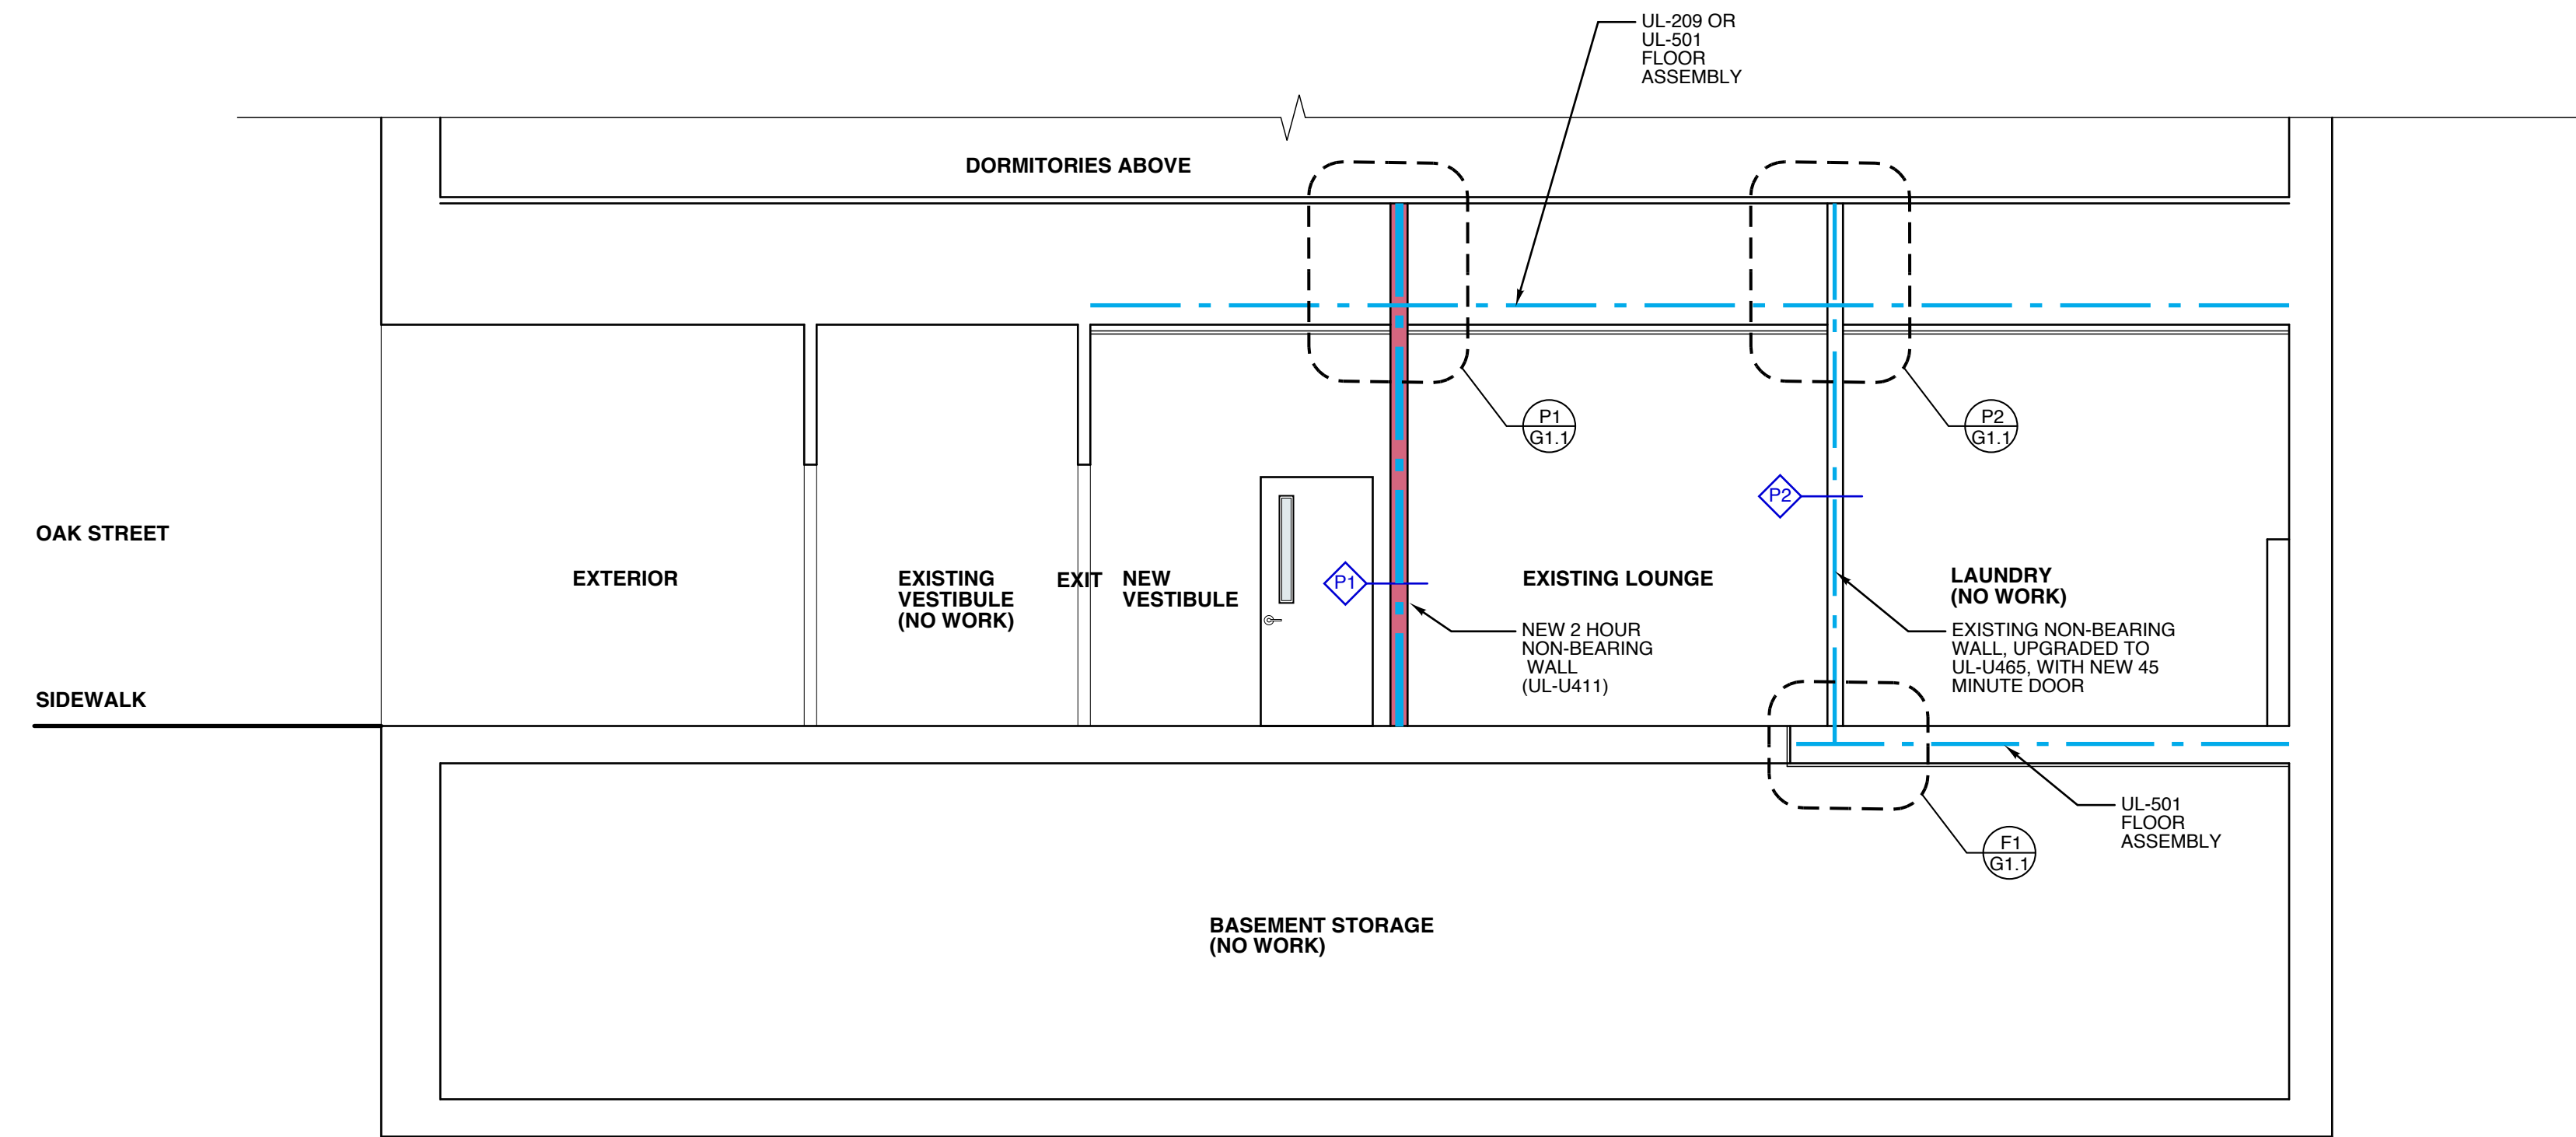 UL-209 OR
UL-501
FLOOR
ASSEMBLY
DORMITORIES ABOVE
P1
G1.1
P2
G1.1
P2
OAK STREET
EXTERIOR
EXISTING
VESTIBULE
(NO WORK)
EXIT
NEW
VESTIBULE
P1
EXISTING LOUNGE
LAUNDRY
(NO WORK)
NEW 2 HOUR
NON-BEARING
WALL
(UL-U411)
EXISTING NON-BEARING
WALL, UPGRADED TO
UL-U465, WITH NEW 45
MINUTE DOOR
SIDEWALK
UL-501
FLOOR
ASSEMBLY
F1
G1.1
BASEMENT STORAGE
(NO WORK)